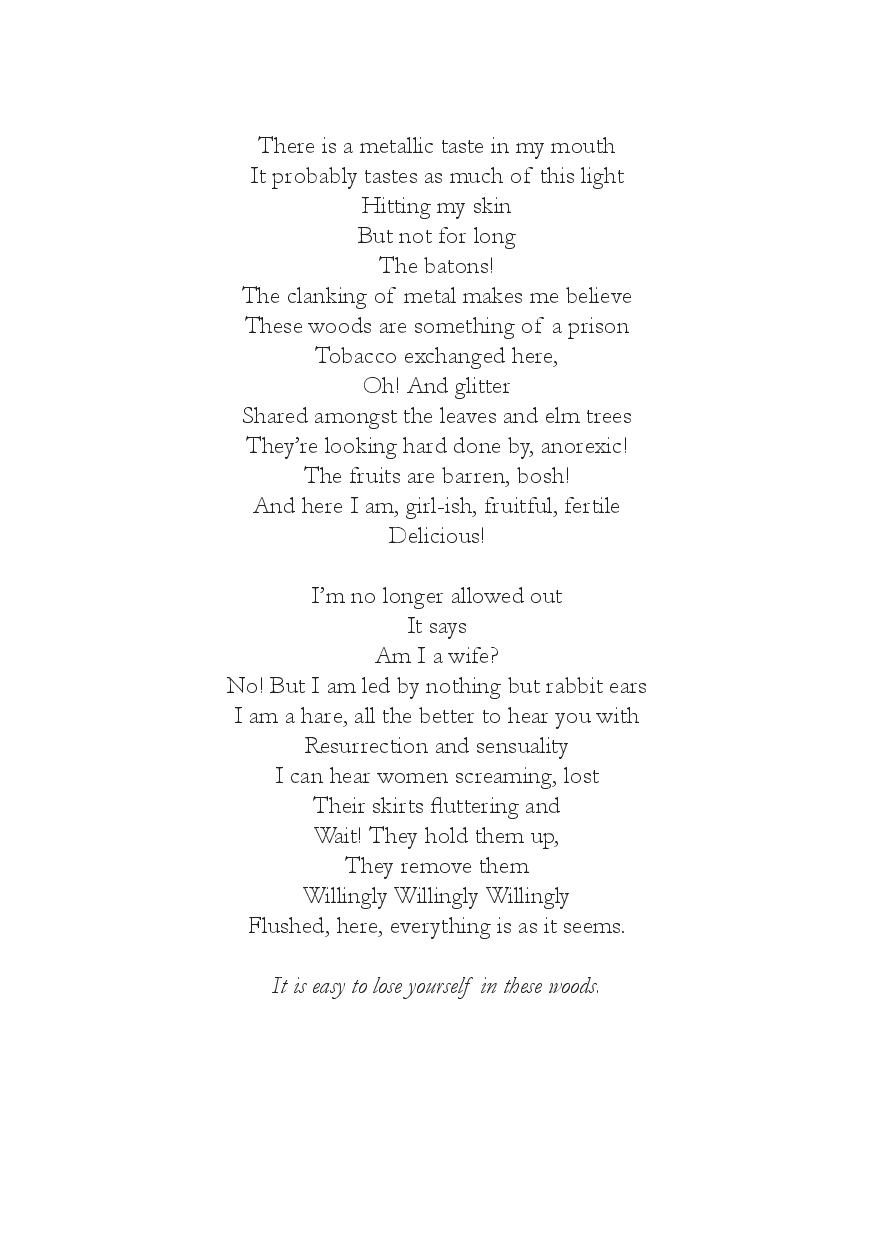 There is a metallic taste in my mouth
It probably tastes as much of this light
Hitting my skin
But not for long
The batons!
The clanking of metal makes me believe
These woods are something of a prison
Tobacco exchanged here,
Oh! And glitter
Shared amongst the leaves and elm trees
They’re looking hard done by, anorexic!
The fruits are barren, bosh!
And here I am, girl-ish, fruitful, fertile
Delicious!

I’m no longer allowed out
It says
Am I a wife?
No! But I am led by nothing but rabbit ears
I am a hare, all the better to hear you with
Resurrection and sensuality
I can hear women screaming, lost
Their skirts fluttering and
Wait! They hold them up,
They remove them
Willingly Willingly Willingly
Flushed, here, everything is as it seems.

It is easy to lose yourself in these woods.